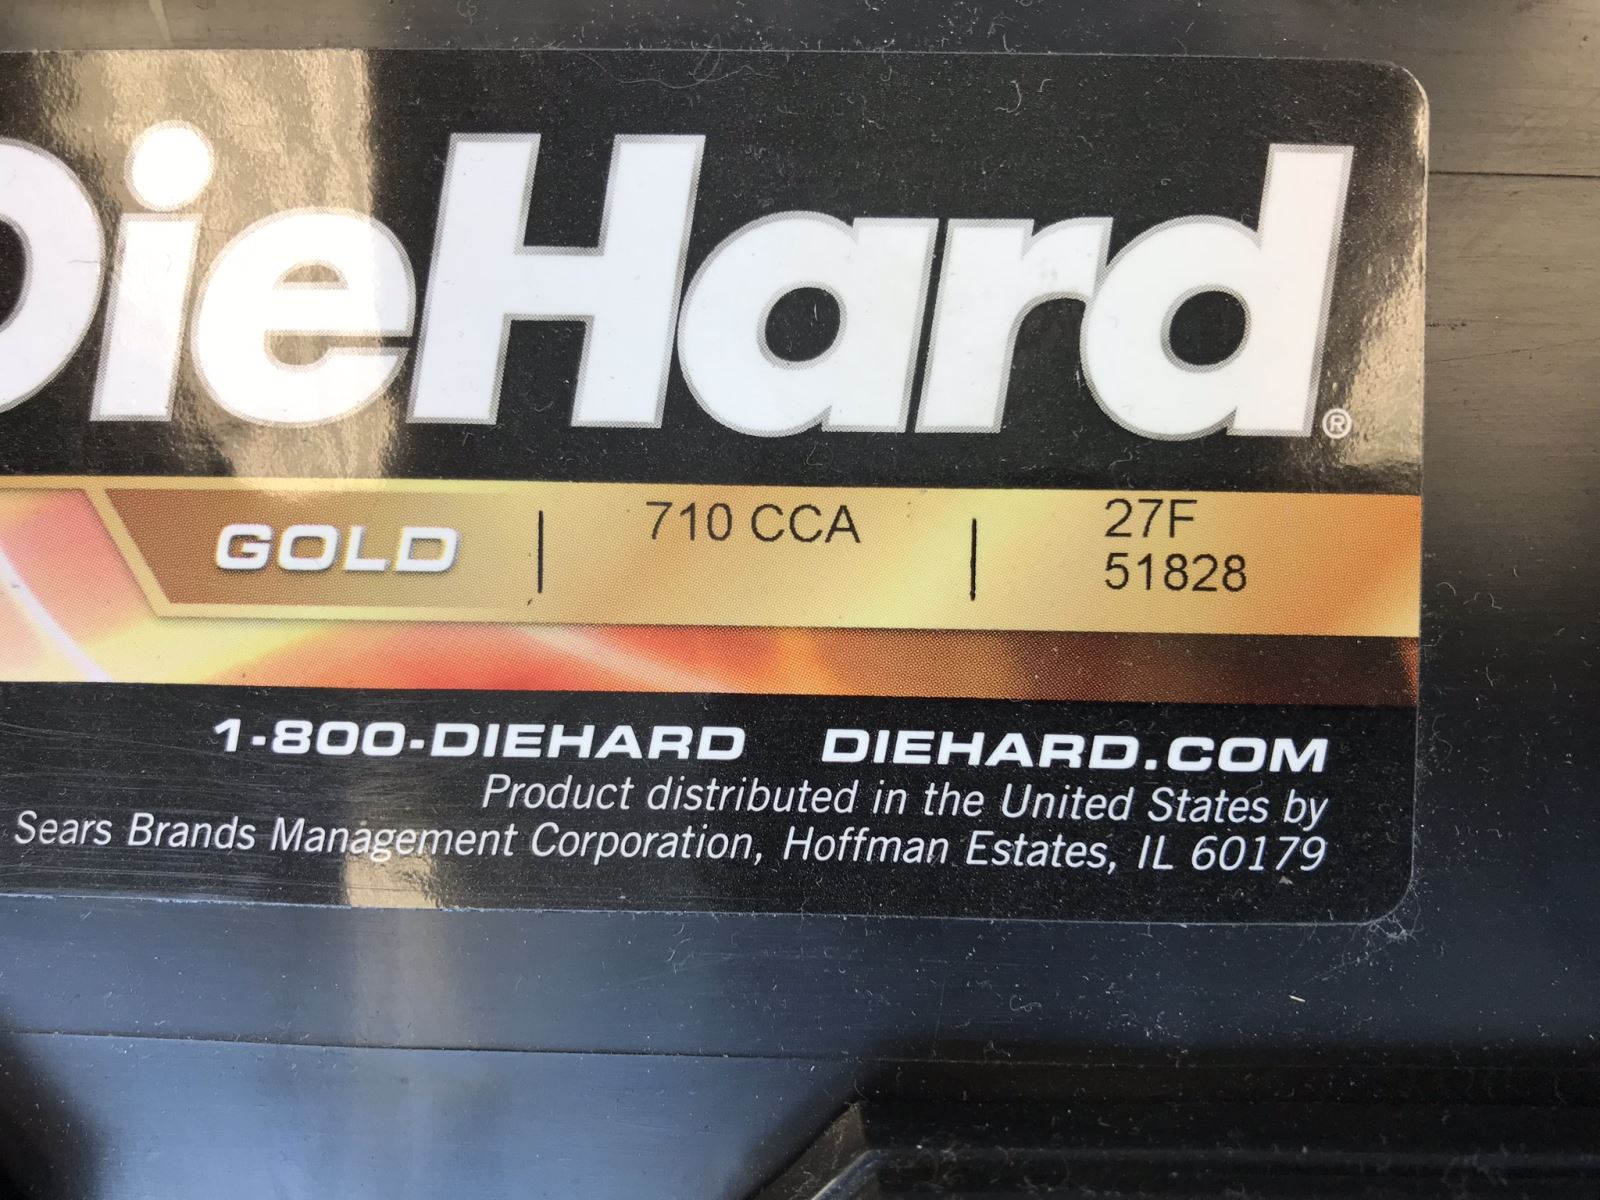 DieHard®
GOLD | 710 CCA | 27F
51828
1-800-DIEHARD DIEHARD.COM
Product distributed in the United States by
Sears Brands Management Corporation, Hoffman Estates, IL 60179